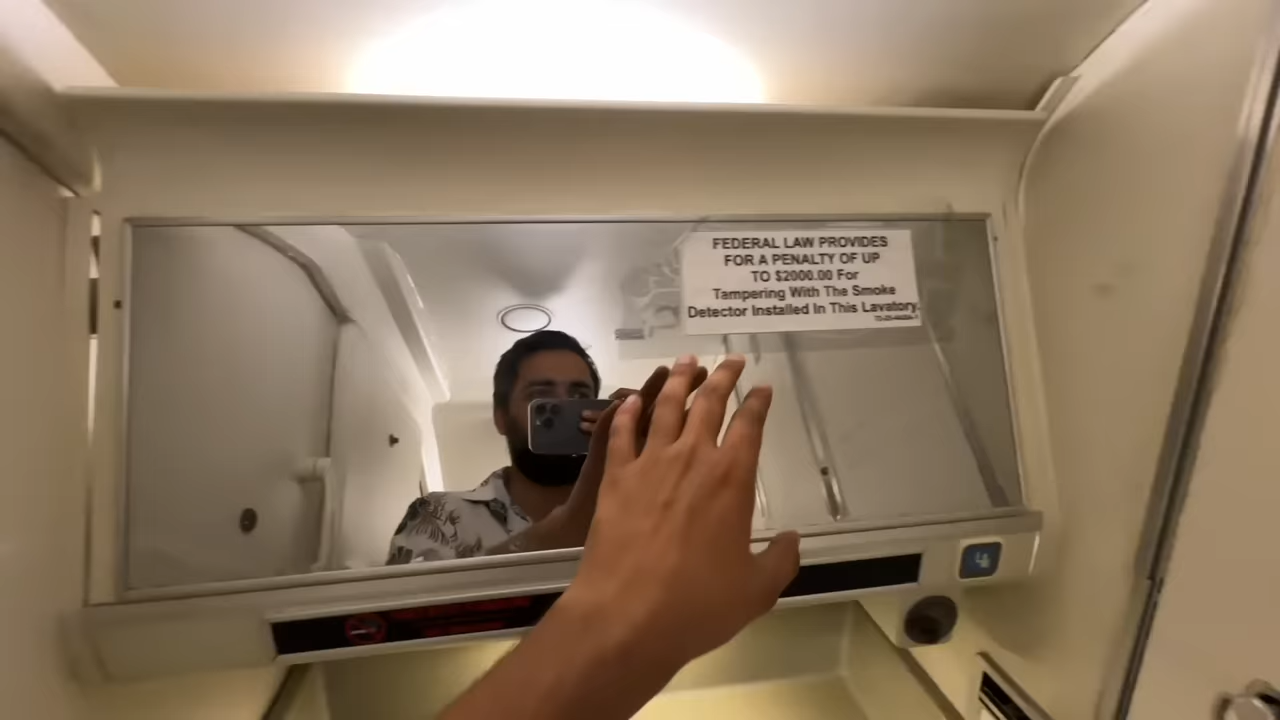 FEDERAL LAW PROVIDES
FOR A PENALTY OF UP
TO $2000.00 For
Tampering With The Smoke
Detector Installed In This Lavatory.